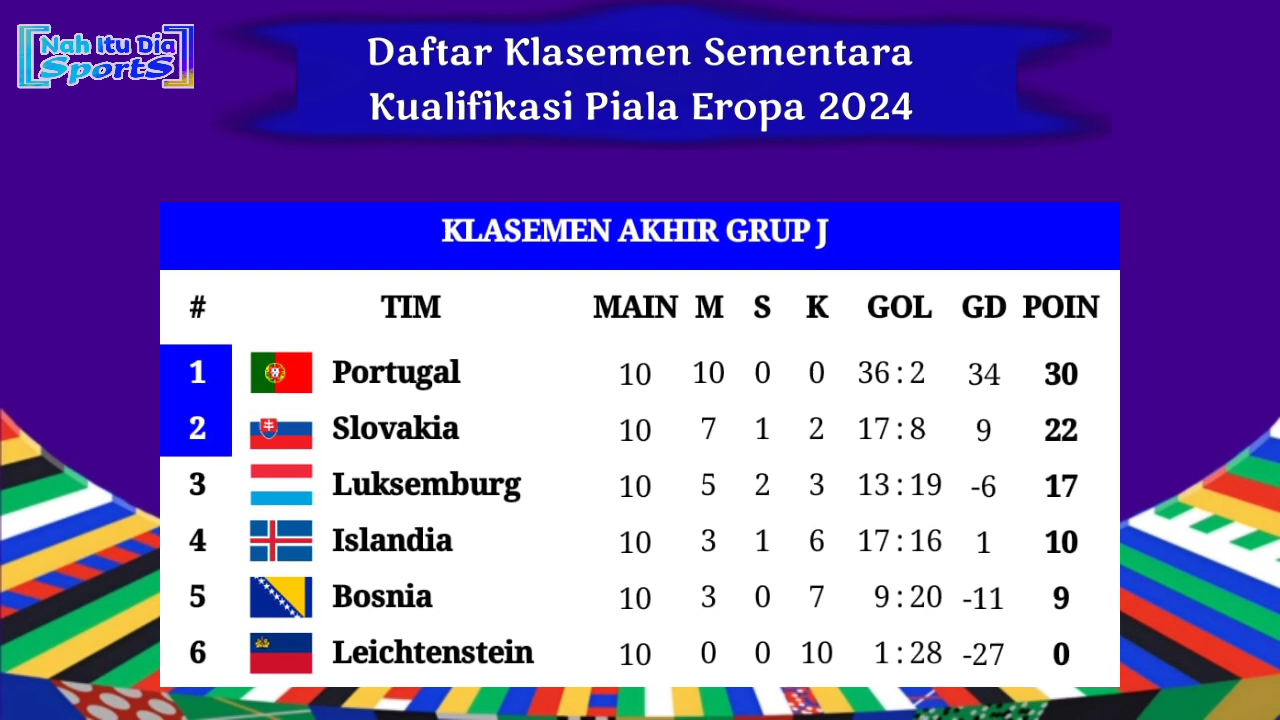 Nah Itu Dia
Sports
Daftar Klasemen Sementara
Kualifikasi Piala Eropa 2024
KLASEMEN AKHIR GRUP J
# TIM MAIN M S K GOL GD POIN
1 Portugal 10 10 0 0 36:2 34 30
2 Slovakia 10 7 1 2 17:8 9 22
3 Luksemburg 10 5 2 3 13:19 -6 17
4 Islandia 10 3 1 6 17:16 1 10
5 Bosnia 10 3 0 7 9:20 -11 9
6 Leichtenstein 10 0 0 10 1:28 -27 0